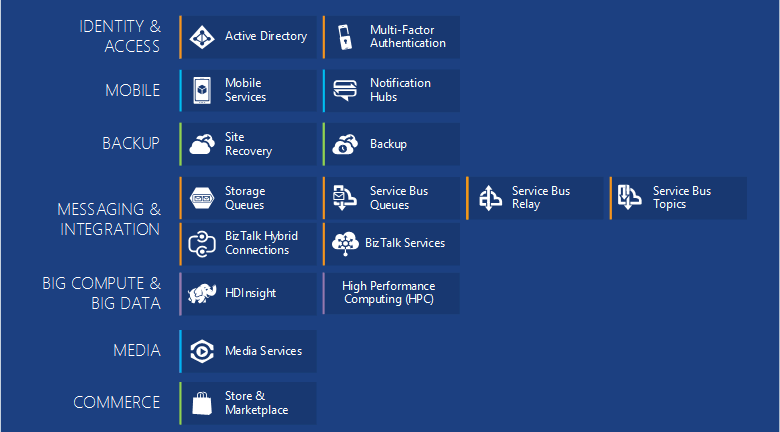 IDENTITY &
ACCESS
Active Directory
Multi-Factor
Authentication
MOBILE
Mobile
Services
Notification
Hubs
BACKUP
Site
Recovery
Backup
MESSAGING &
INTEGRATION
Storage
Queues
Service Bus
Queues
Service Bus
Relay
Service Bus
Topics
BizTalk Hybrid
Connections
BizTalk Services
BIG COMPUTE &
BIG DATA
HDInsight
High Performance
Computing (HPC)
MEDIA
Media Services
COMMERCE
Store &
Marketplace